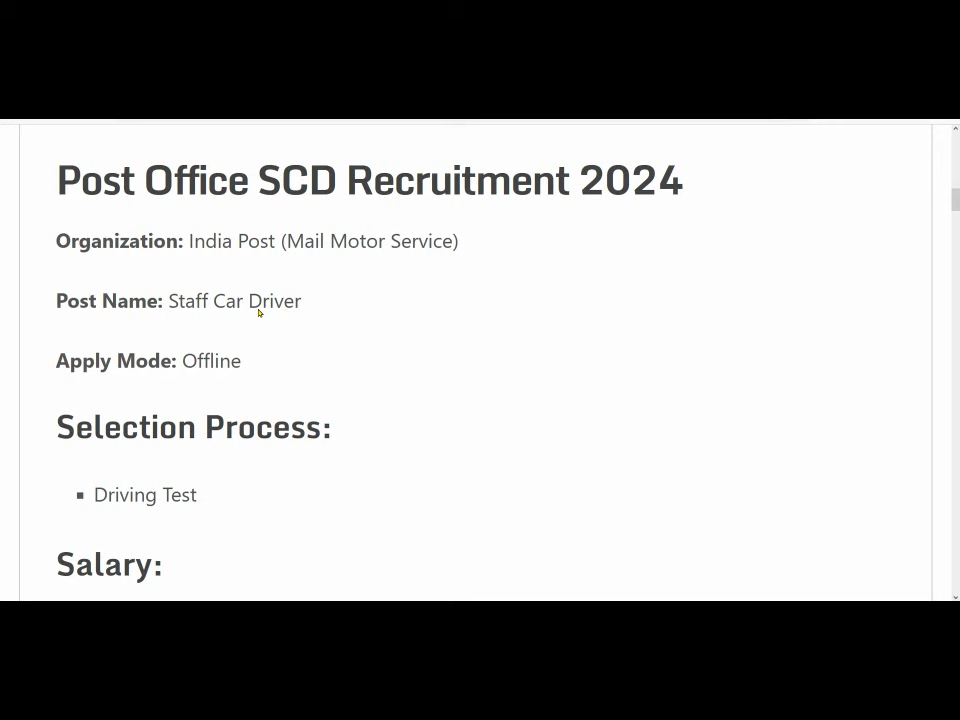 Post Office SCD Recruitment 2024
Organization: India Post (Mail Motor Service)
Post Name: Staff Car Driver
Apply Mode: Offline
Selection Process:
Driving Test
Salary: